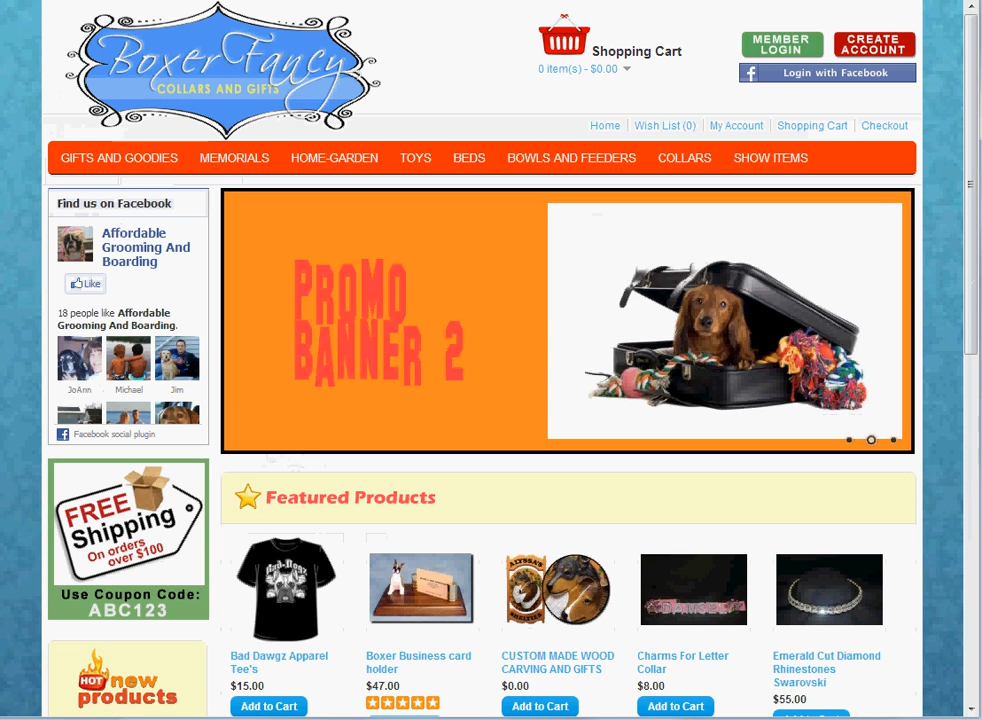 Boxer Fancy
COLLARS AND GIFTS
Shopping Cart
0 item(s) - $0.00
MEMBER
LOGIN
CREATE
ACCOUNT
Login with Facebook
Home
Wish List (0)
My Account
Shopping Cart
Checkout
GIFTS AND GOODIES
MEMORIALS
HOME-GARDEN
TOYS
BEDS
BOWLS AND FEEDERS
COLLARS
SHOW ITEMS
Find us on Facebook
Affordable
Grooming And
Boarding
Like
18 people like Affordable
Grooming And Boarding.
JoAnn
Michael
Jim
Facebook social plugin
PROMO
BANNER 2
FREE
Shipping
On orders
over $100
Use Coupon Code:
ABC123
HOT
new
products
Featured Products
Bad-Dogz
ALYSSA'S
SHELTIES
Bad Dawgz Apparel
Tee's
$15.00
Add to Cart
Boxer Business card
holder
$47.00
CUSTOM MADE WOOD
CARVING AND GIFTS
$0.00
Add to Cart
Charms For Letter
Collar
$8.00
Add to Cart
Emerald Cut Diamond
Rhinestones
Swarovski
$55.00